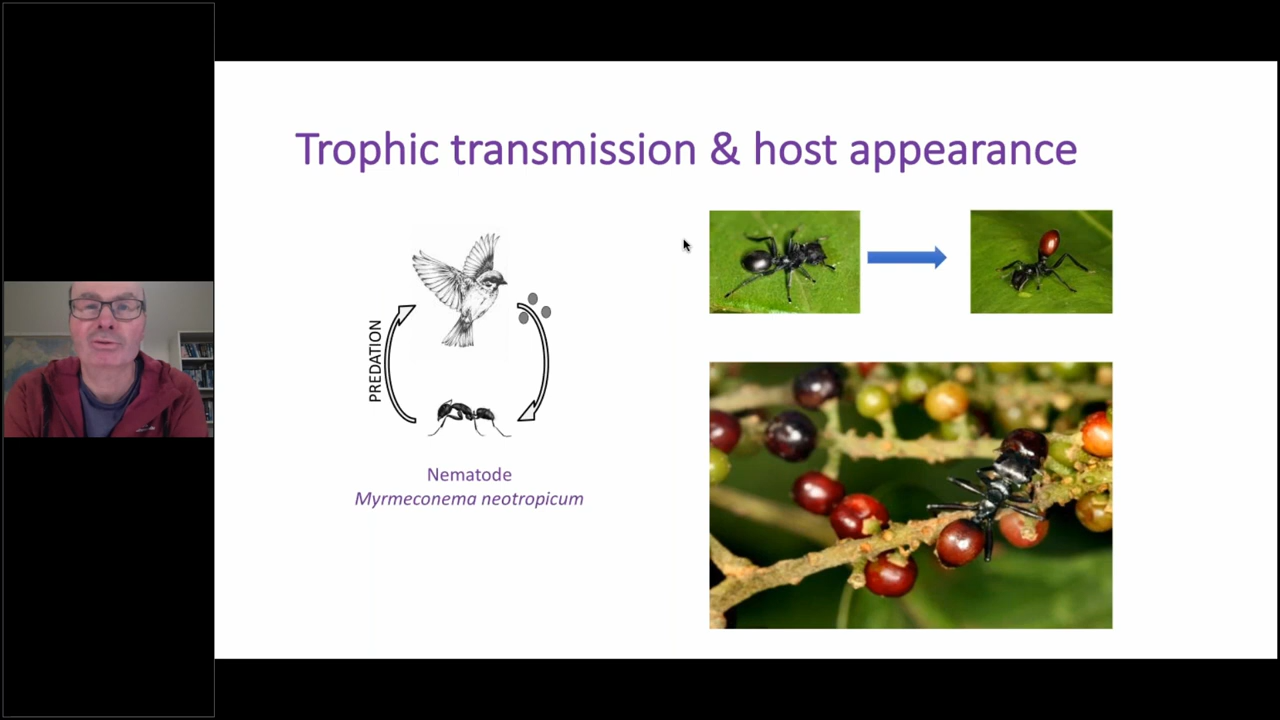 Trophic transmission & host appearance
PREDATION
Nematode
Myrmeconema neotropicum